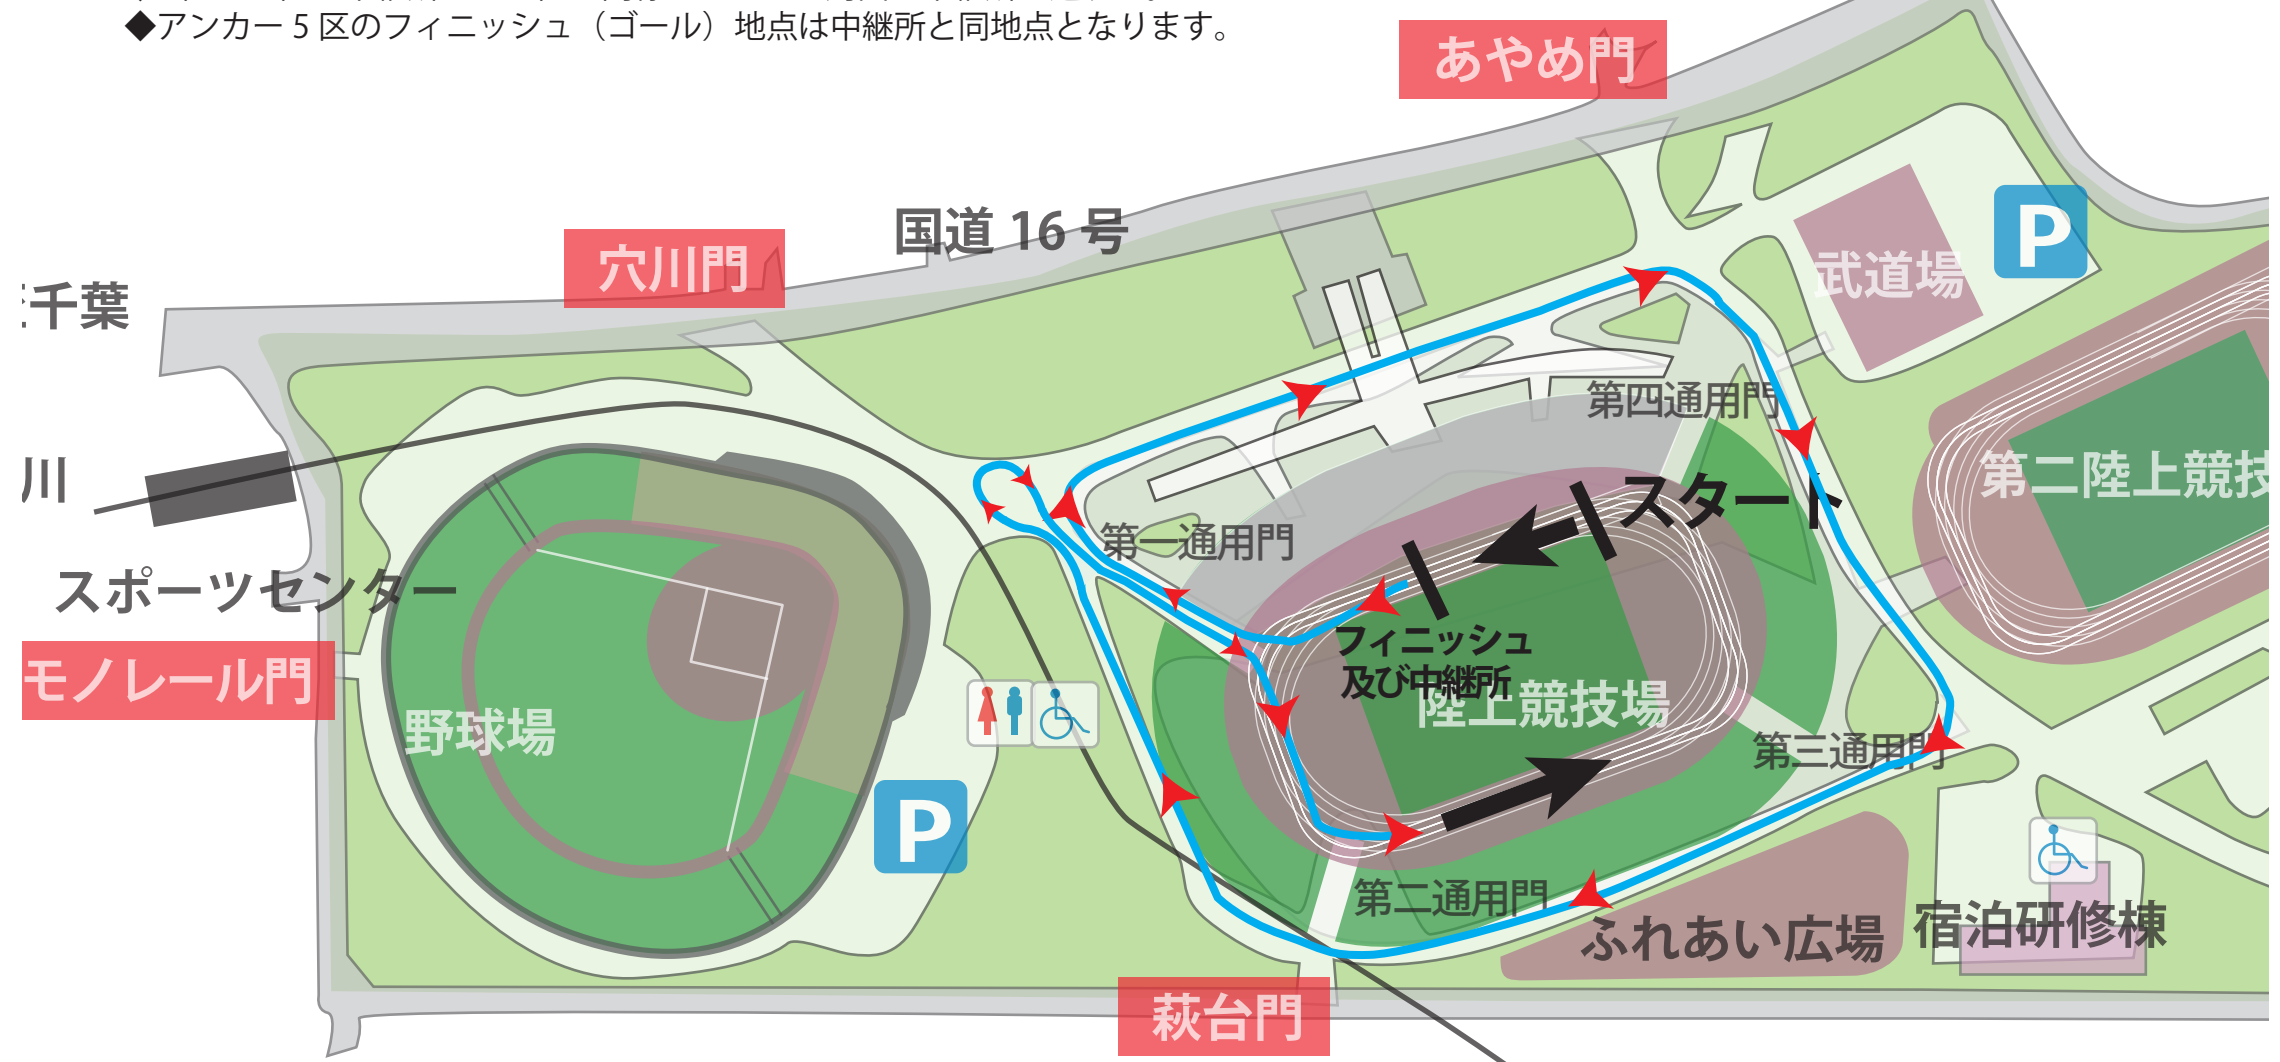 ◆アンカー 5 区のフィニッシュ（ゴール）地点は中継所と同地点となります。
あやめ門
国道 16 号
穴川門
武道場
P
千葉
第四通用門
川
第二陸上競技
スタート
第一通用門
スポーツセンター
フィニッシュ
及び中継所
モノレール門
陸上競技場
野球場
第三通用門
P
第二通用門
ふれあい広場
宿泊研修棟
萩台門